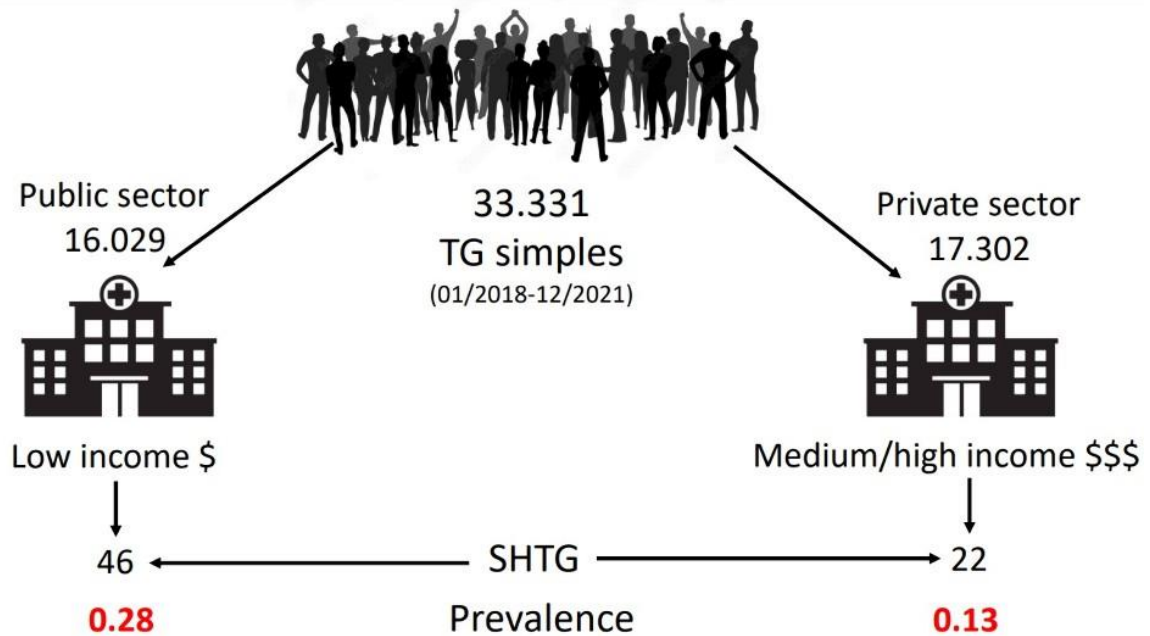 Public sector
16.029
33.331
TG simples
(01/2018-12/2021)
Private sector
17.302
Low income $
Medium/high income $$$
46
SHTG
22
0.28
Prevalence
0.13